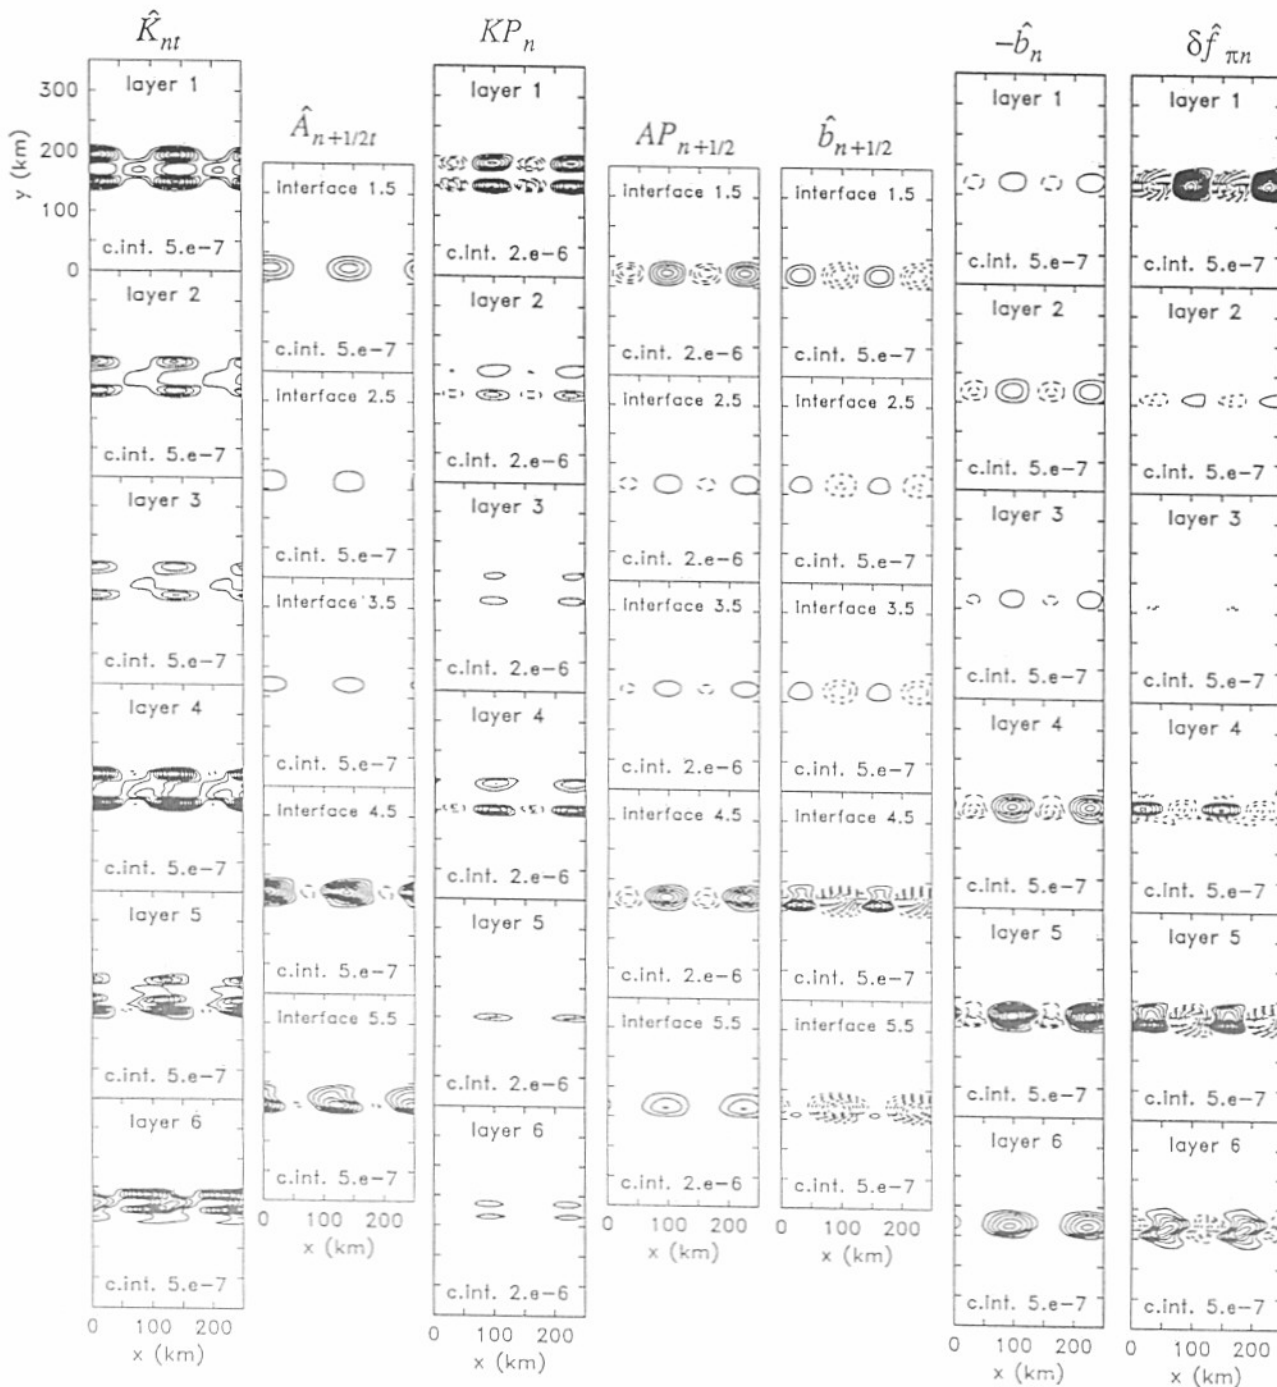 K̂ₙₜ
Â ₙ₊₁/₂ₜ
KPₙ
APₙ₊₁/₂
b̂ₙ₊₁/₂
−b̂ₙ
δf̂ πₙ
y (km)
300
200
100
0
layer 1
c.int. 5.e−7
layer 2
c.int. 5.e−7
layer 3
c.int. 5.e−7
layer 4
c.int. 5.e−7
layer 5
c.int. 5.e−7
layer 6
c.int. 5.e−7
0 100 200
x (km)
interface 1.5
c.int. 5.e−7
interface 2.5
c.int. 5.e−7
interface 3.5
c.int. 5.e−7
interface 4.5
c.int. 5.e−7
interface 5.5
c.int. 5.e−7
0 100 200
x (km)
layer 1
c.int. 2.e−6
layer 2
c.int. 2.e−6
layer 3
c.int. 2.e−6
layer 4
c.int. 2.e−6
layer 5
c.int. 2.e−6
layer 6
c.int. 2.e−6
0 100 200
x (km)
interface 1.5
c.int. 2.e−6
interface 2.5
c.int. 2.e−6
interface 3.5
c.int. 2.e−6
interface 4.5
c.int. 2.e−6
interface 5.5
c.int. 2.e−6
0 100 200
x (km)
interface 1.5
c.int. 5.e−7
interface 2.5
c.int. 5.e−7
interface 3.5
c.int. 5.e−7
interface 4.5
c.int. 5.e−7
interface 5.5
c.int. 5.e−7
0 100 200
x (km)
layer 1
c.int. 5.e−7
layer 2
c.int. 5.e−7
layer 3
c.int. 5.e−7
layer 4
c.int. 5.e−7
layer 5
c.int. 5.e−7
layer 6
c.int. 5.e−7
0 100 200
x (km)
layer 1
c.int. 5.e−7
layer 2
c.int. 5.e−7
layer 3
c.int. 5.e−7
layer 4
c.int. 5.e−7
layer 5
c.int. 5.e−7
layer 6
c.int. 5.e−7
0 100 200
x (km)